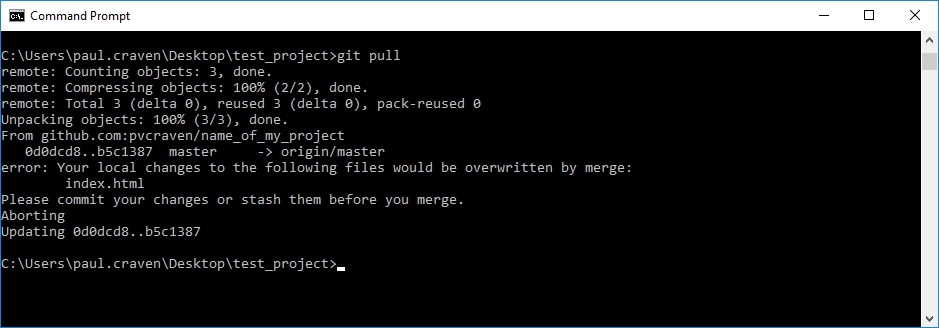 Command Prompt
C:\Users\paul.craven\Desktop\test_project>git pull
remote: Counting objects: 3, done.
remote: Compressing objects: 100% (2/2), done.
remote: Total 3 (delta 0), reused 3 (delta 0), pack-reused 0
Unpacking objects: 100% (3/3), done.
From github.com:pvcraven/name_of_my_project
   0d0dcd8..b5c1387  master     -> origin/master
error: Your local changes to the following files would be overwritten by merge:
        index.html
Please commit your changes or stash them before you merge.
Aborting
Updating 0d0dcd8..b5c1387
C:\Users\paul.craven\Desktop\test_project>